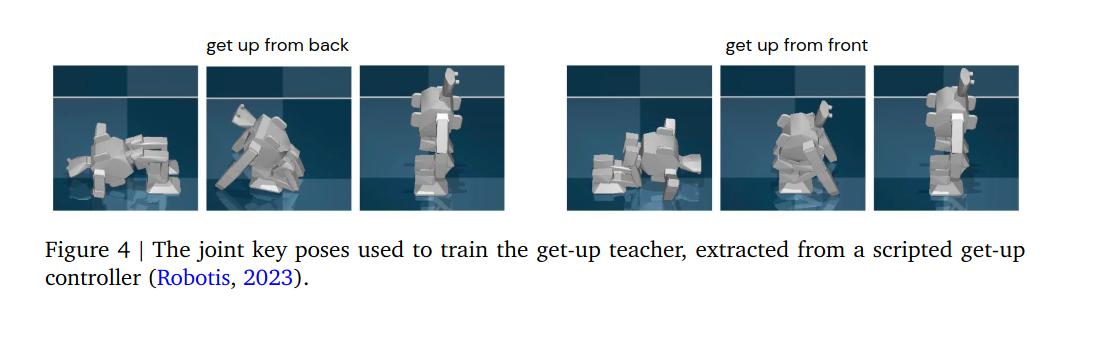 get up from back
get up from front
Figure 4 | The joint key poses used to train the get-up teacher, extracted from a scripted get-up
controller (Robotis, 2023).